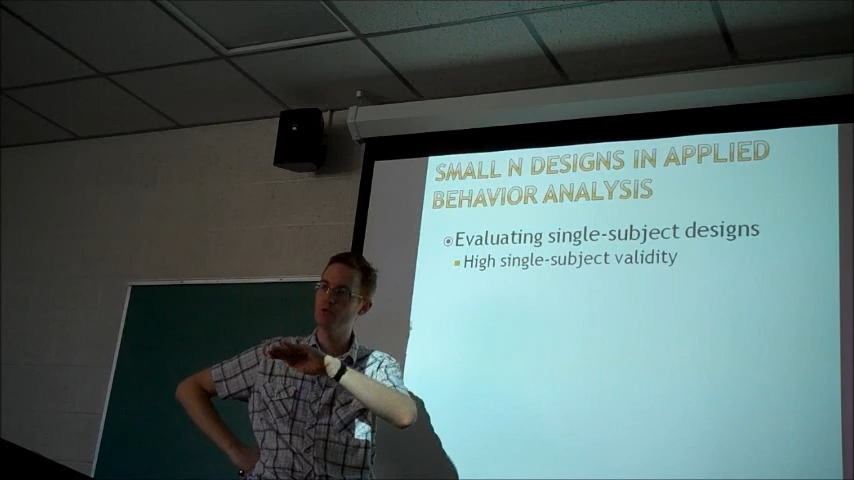 SMALL N DESIGNS IN APPLIED
BEHAVIOR ANALYSIS
Evaluating single-subject designs
High single-subject validity